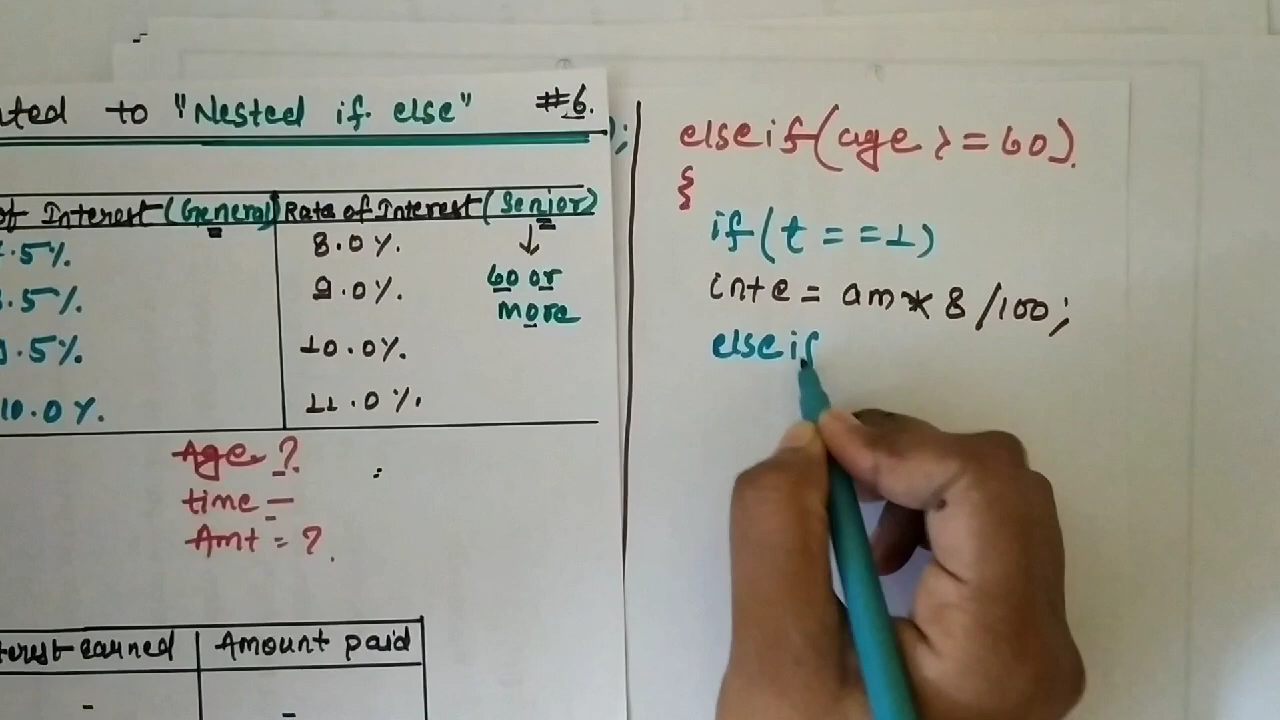 ated to "Nested if else" #6.
of Interest (General) Rate of Interest (Senior)
.5%. 8.0%. ↓
.5%. 9.0%. 60 or
more
.5% 10.0%.
10.0%. 11.0%.
Age ?
time =
Amt = ?
terest earned Amount paid
- -
);
elseif(age >= 60)
{
if(t = =1)
inte = am* 8/100;
elseif